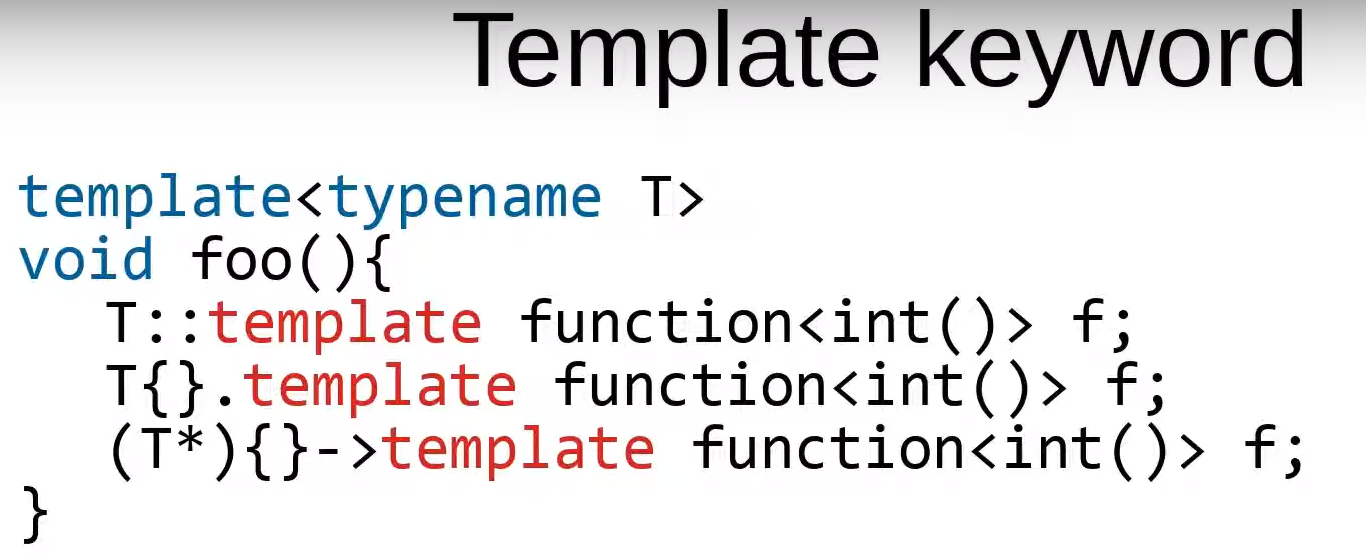 Template keyword
template<typename T>
void foo(){
T::template function<int()> f;
T{}.template function<int()> f;
(T*){}->template function<int()> f;
}